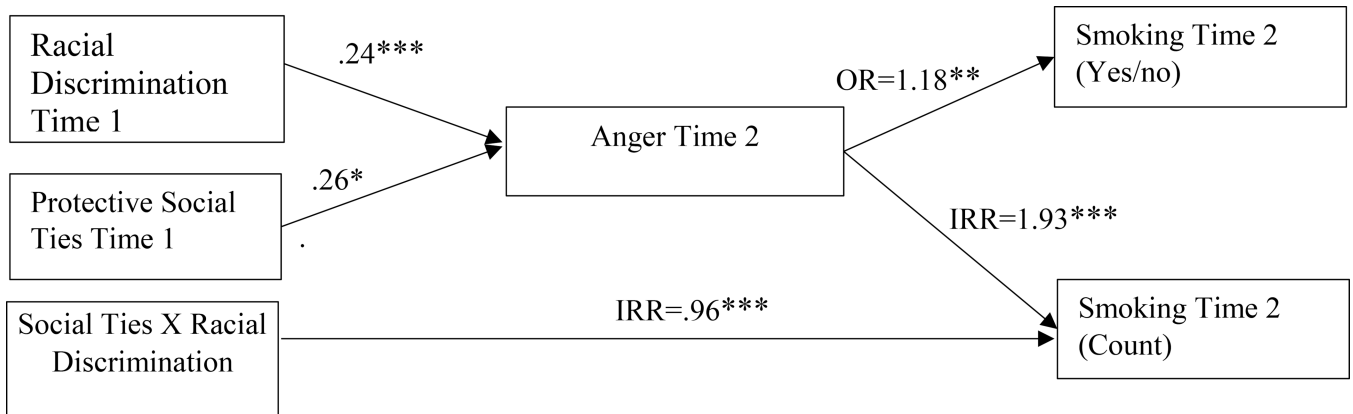 Racial
Discrimination
Time 1
.24***
Protective Social
Ties Time 1
.26*
.
Social Ties X Racial
Discrimination
Anger Time 2
OR=1.18**
IRR=1.93***
IRR=.96***
Smoking Time 2
(Yes/no)
Smoking Time 2
(Count)